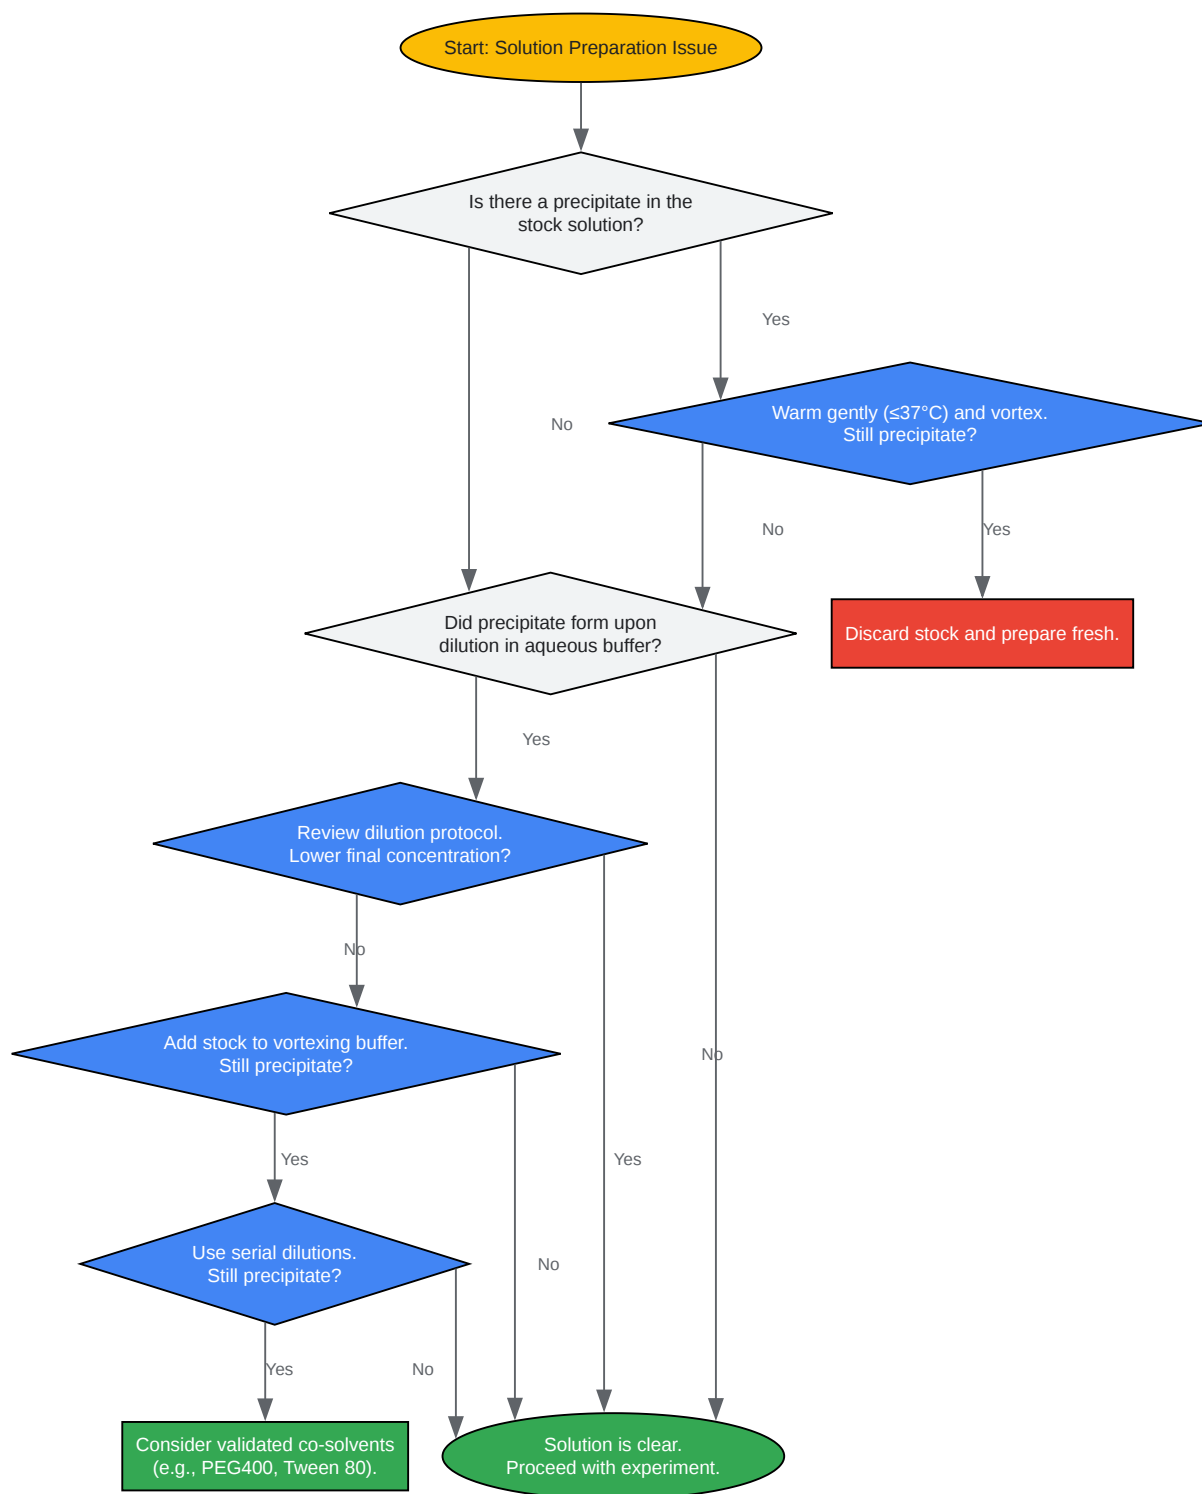 Start: Solution Preparation Issue
Is there a precipitate in the
stock solution?
Yes
Warm gently (≤37°C) and vortex.
Still precipitate?
No
No
Yes
Did precipitate form upon
dilution in aqueous buffer?
Discard stock and prepare fresh.
Yes
Review dilution protocol.
Lower final concentration?
No
Add stock to vortexing buffer.
Still precipitate?
No
Yes
Yes
Use serial dilutions.
Still precipitate?
No
Yes
No
Consider validated co-solvents
(e.g., PEG400, Tween 80).
Solution is clear.
Proceed with experiment.